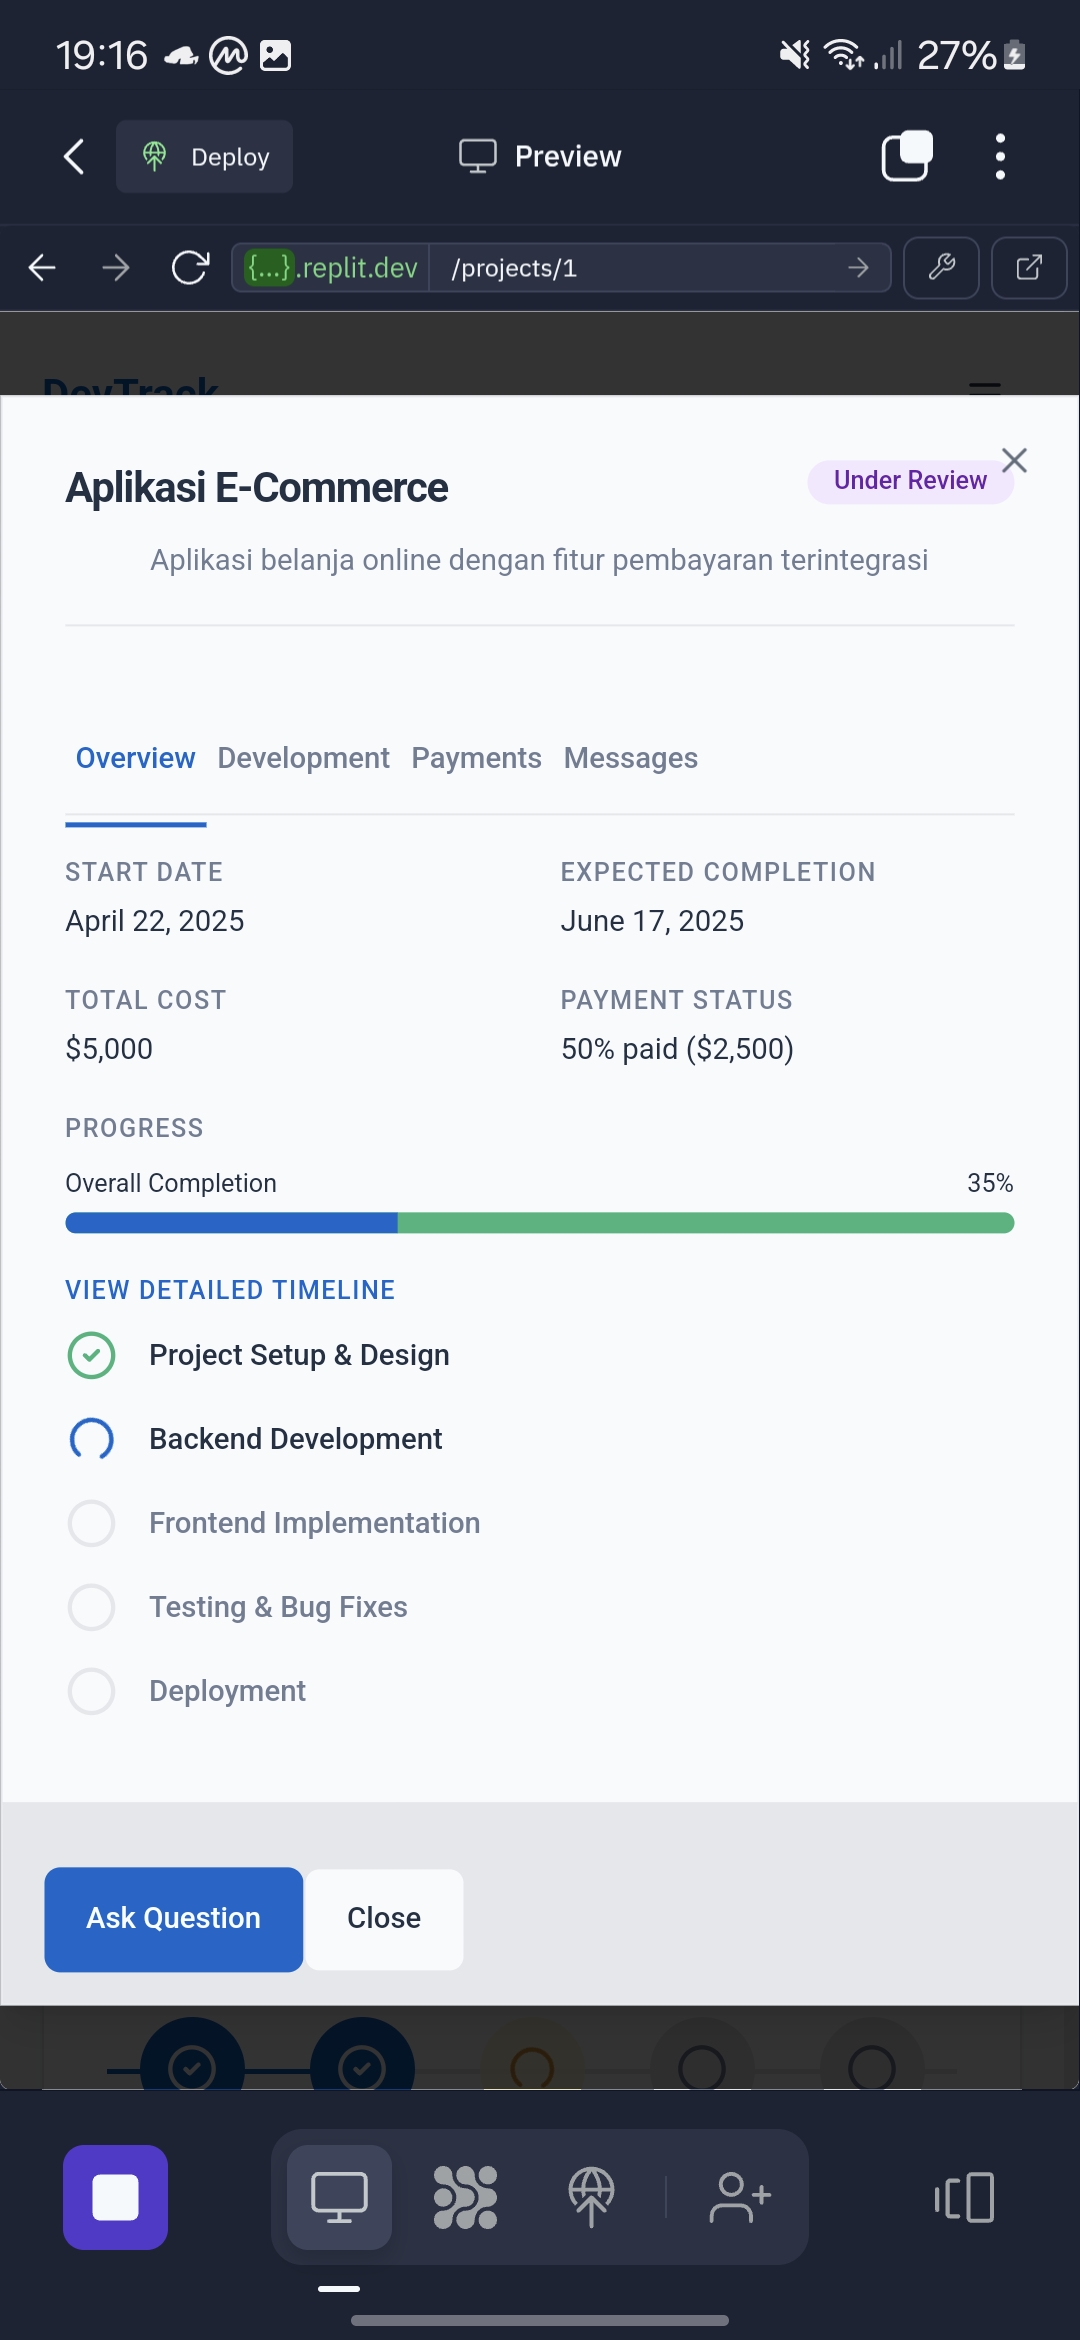 19:16
27%
Deploy
Preview
{...}.replit.dev
/projects/1
DevTrack
Aplikasi E-Commerce
Under Review
Aplikasi belanja online dengan fitur pembayaran terintegrasi
Overview Development Payments Messages
START DATE
EXPECTED COMPLETION
April 22, 2025
June 17, 2025
TOTAL COST
PAYMENT STATUS
$5,000
50% paid ($2,500)
PROGRESS
Overall Completion
35%
VIEW DETAILED TIMELINE
Project Setup & Design
Backend Development
Frontend Implementation
Testing & Bug Fixes
Deployment
Ask Question
Close